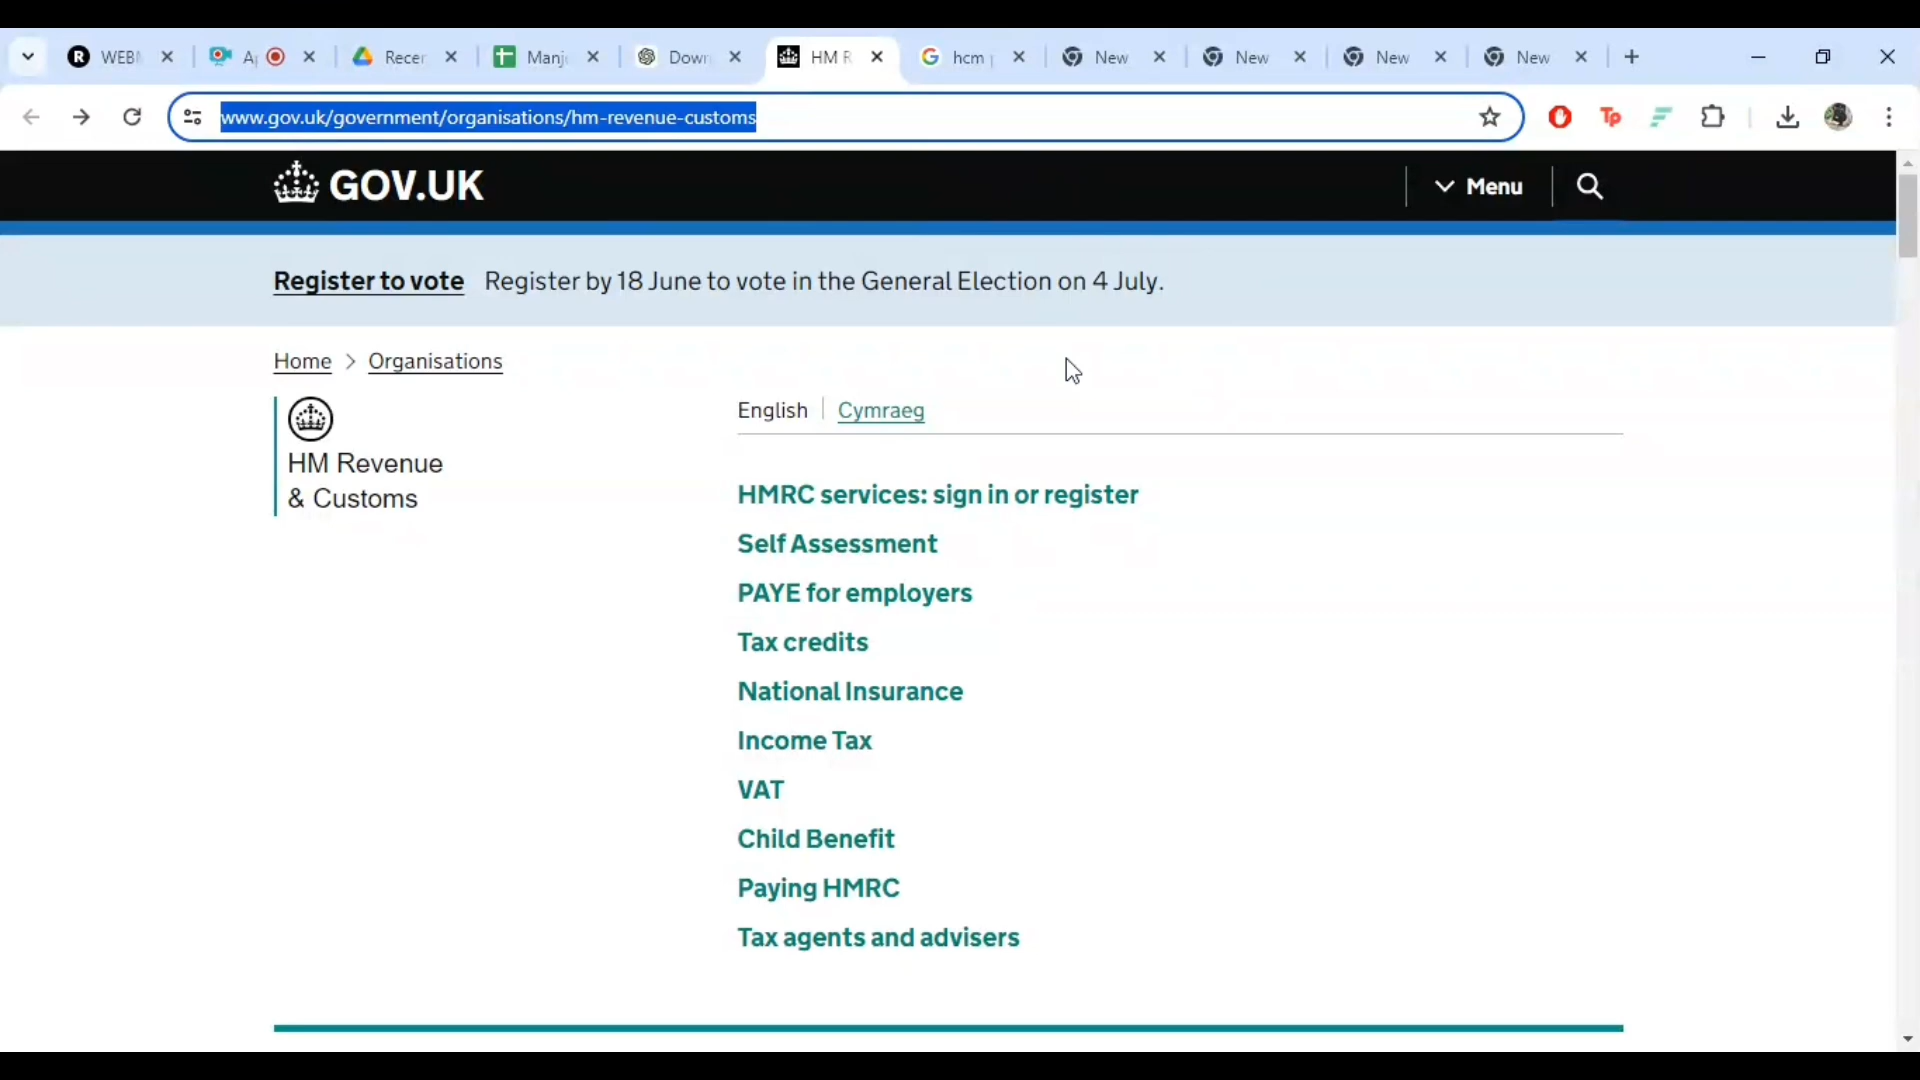 WEB
A
Recer
Manj
Down
HM R
hcm
New
New
New
New
www.gov.uk/government/organisations/hm-revenue-customs
Tp
GOV.UK
Menu
Register to vote Register by 18 June to vote in the General Election on 4 July.
Home > Organisations
English | Cymraeg
HM Revenue
& Customs
HMRC services: sign in or register
Self Assessment
PAYE for employers
Tax credits
National Insurance
Income Tax
VAT
Child Benefit
Paying HMRC
Tax agents and advisers